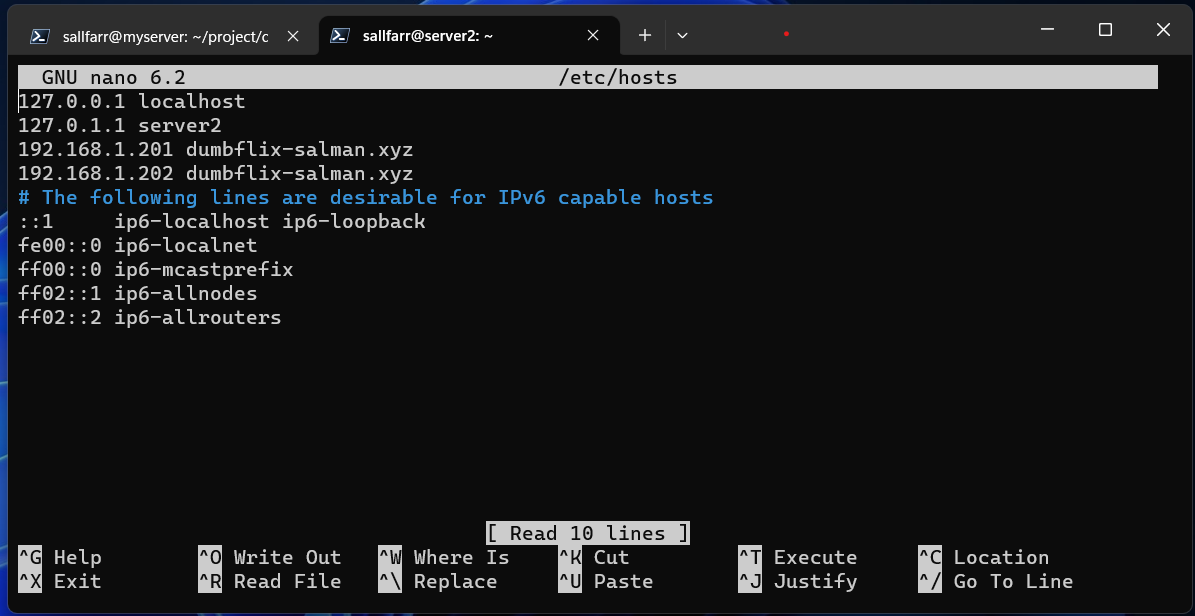 sallfarr@myserver: ~/project/c
sallfarr@server2: ~
GNU nano 6.2 /etc/hosts
127.0.0.1 localhost
127.0.1.1 server2
192.168.1.201 dumbflix-salman.xyz
192.168.1.202 dumbflix-salman.xyz
# The following lines are desirable for IPv6 capable hosts
::1     ip6-localhost ip6-loopback
fe00::0 ip6-localnet
ff00::0 ip6-mcastprefix
ff02::1 ip6-allnodes
ff02::2 ip6-allrouters
[ Read 10 lines ]
^G Help ^O Write Out ^W Where Is ^K Cut ^T Execute ^C Location
^X Exit ^R Read File ^\ Replace ^U Paste ^J Justify ^/ Go To Line